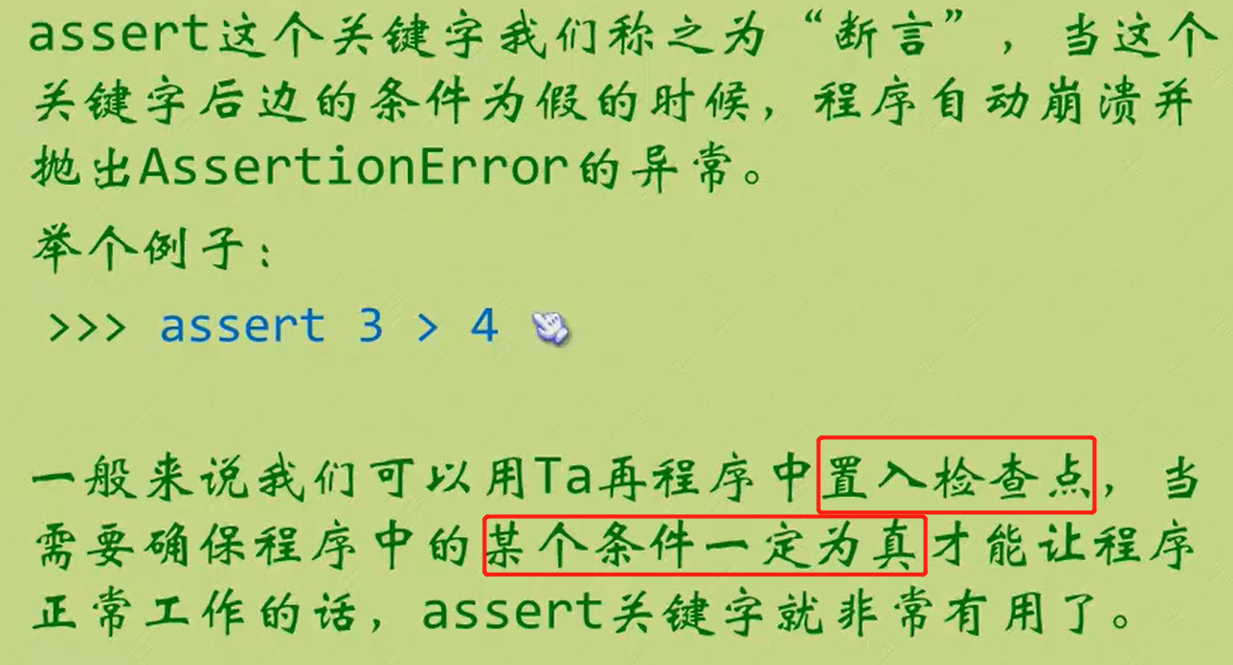 assert这个关键字我们称之为“断言”，当这个
关键字后边的条件为假的时候，程序自动崩溃并
抛出AssertionError的异常。
举个例子：
>>> assert 3 > 4
一般来说我们可以用Ta再程序中置入检查点，当
需要确保程序中的某个条件一定为真才能让程序
正常工作的话，assert关键字就非常有用了。